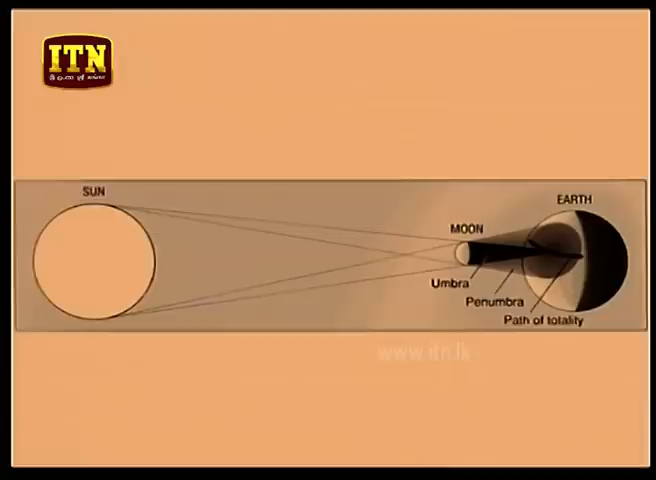 ITN
SUN
EARTH
MOON
Umbra
Penumbra
Path of totality
www.itn.lk